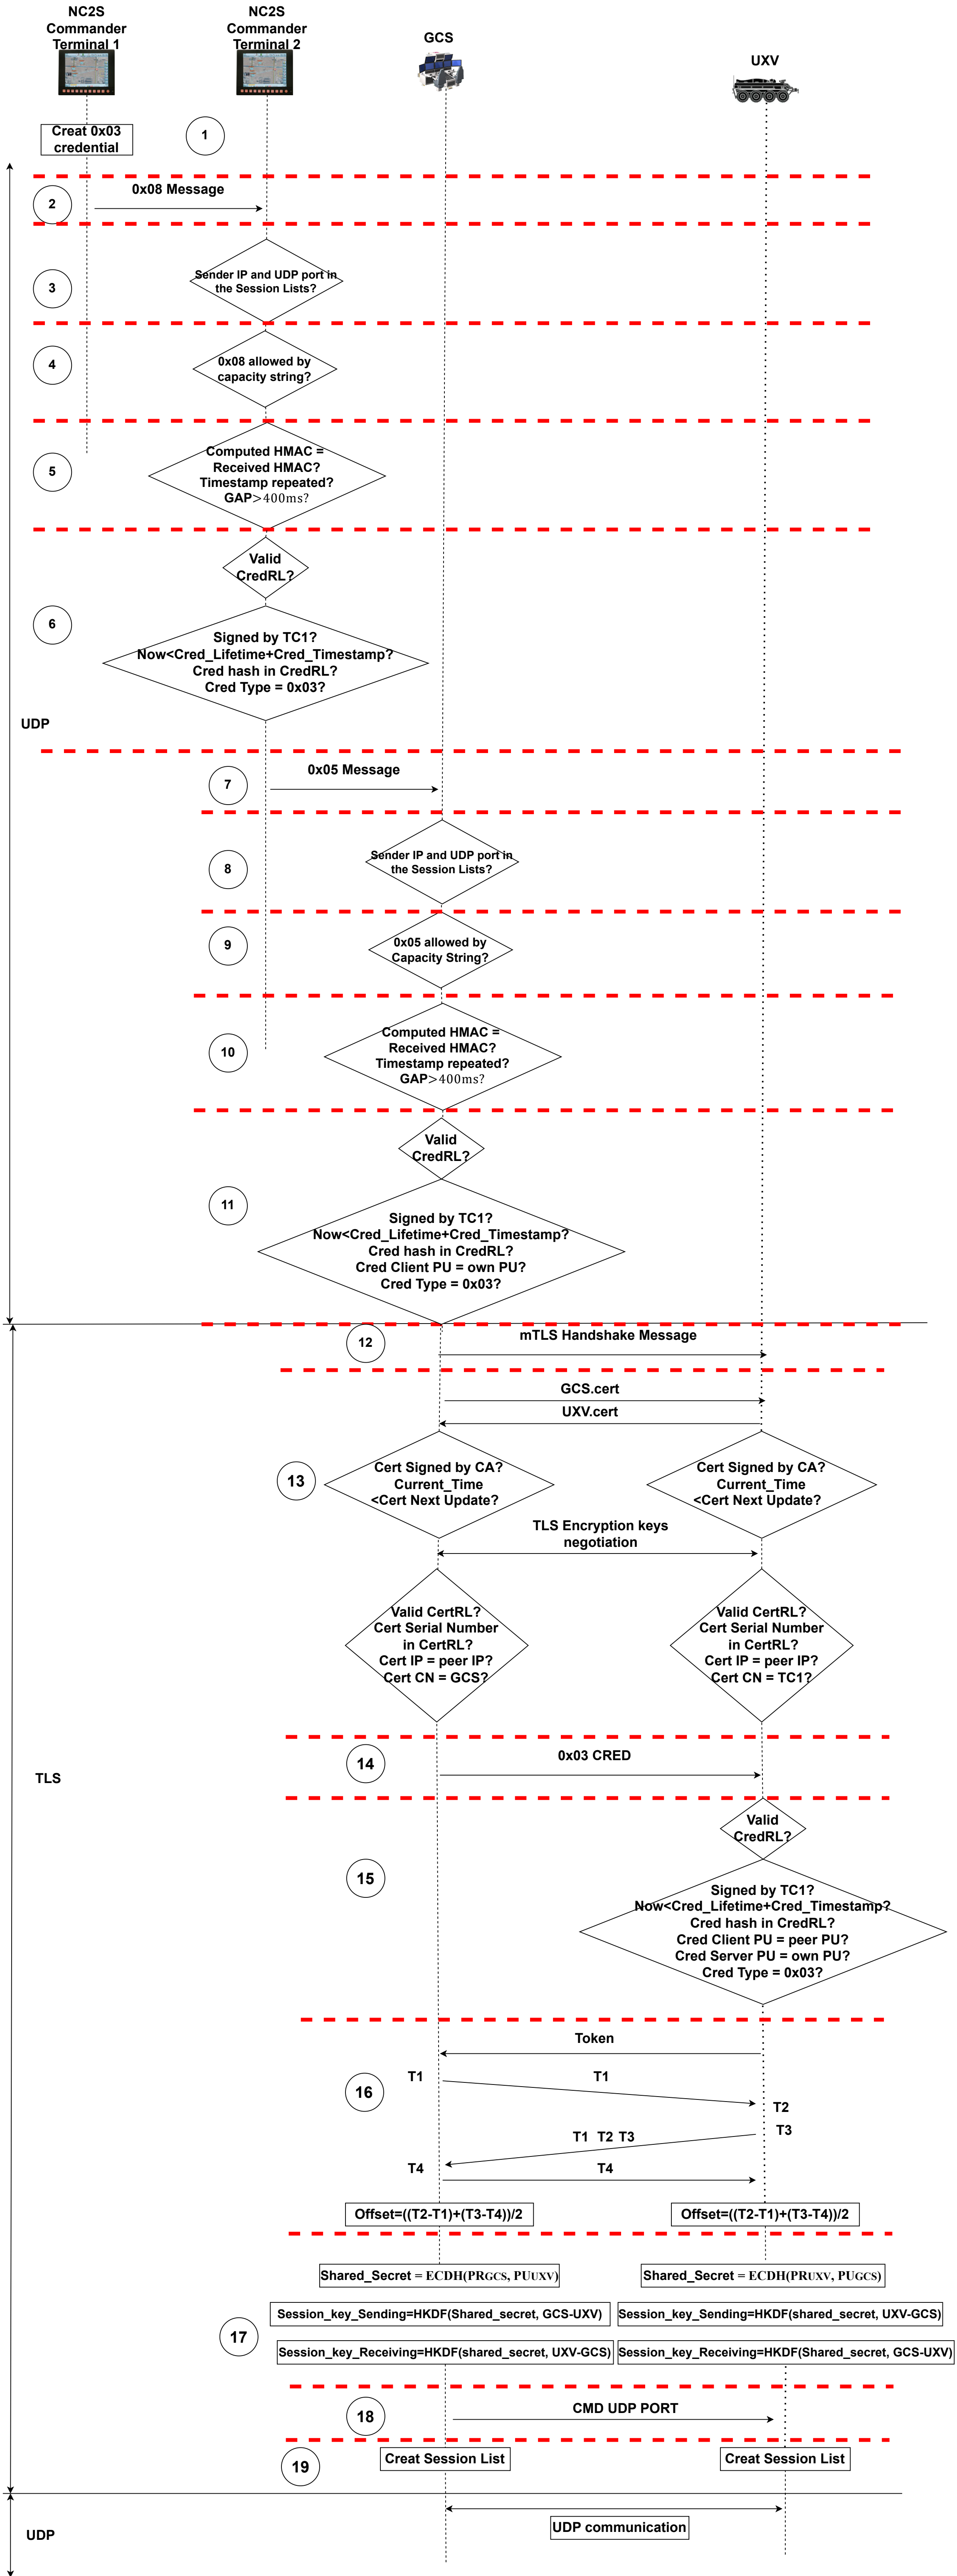 NC2S
Commander
Terminal 1
NC2S
Commander
Terminal 2
GCS
UXV
Creat 0x03
credential
1
2
0x08 Message
3
Sender IP and UDP port in
the Session Lists?
4
0x08 allowed by
capacity string?
5
Computed HMAC =
Received HMAC?
Timestamp repeated?
GAP>400ms?
Valid
CredRL?
6
Signed by TC1?
Now<Cred_Lifetime+Cred_Timestamp?
Cred hash in CredRL?
Cred Type = 0x03?
UDP
7
0x05 Message
8
Sender IP and UDP port in
the Session Lists?
9
0x05 allowed by
Capacity String?
10
Computed HMAC =
Received HMAC?
Timestamp repeated?
GAP>400ms?
Valid
CredRL?
11
Signed by TC1?
Now<Cred_Lifetime+Cred_Timestamp?
Cred hash in CredRL?
Cred Client PU = own PU?
Cred Type = 0x03?
12
mTLS Handshake Message
GCS.cert
UXV.cert
13
Cert Signed by CA?
Current_Time
<Cert Next Update?
Cert Signed by CA?
Current_Time
<Cert Next Update?
TLS Encryption keys
negotiation
Valid CertRL?
Cert Serial Number
in CertRL?
Cert IP = peer IP?
Cert CN = GCS?
Valid CertRL?
Cert Serial Number
in CertRL?
Cert IP = peer IP?
Cert CN = TC1?
14
0x03 CRED
TLS
Valid
CredRL?
15
Signed by TC1?
Now<Cred_Lifetime+Cred_Timestamp?
Cred hash in CredRL?
Cred Client PU = peer PU?
Cred Server PU = own PU?
Cred Type = 0x03?
Token
16
T1
T1
T2
T3
T1 T2 T3
T4
T4
Offset=((T2-T1)+(T3-T4))/2
Offset=((T2-T1)+(T3-T4))/2
Shared_Secret = ECDH(PRGCS, PUUXV)
Shared_Secret = ECDH(PRUXV, PUGCS)
17
Session_key_Sending=HKDF(Shared_secret, GCS-UXV)
Session_key_Sending=HKDF(shared_secret, UXV-GCS)
Session_key_Receiving=HKDF(shared_secret, UXV-GCS)
Session_key_Receiving=HKDF(Shared_secret, GCS-UXV)
18
CMD UDP PORT
19
Creat Session List
Creat Session List
UDP
UDP communication